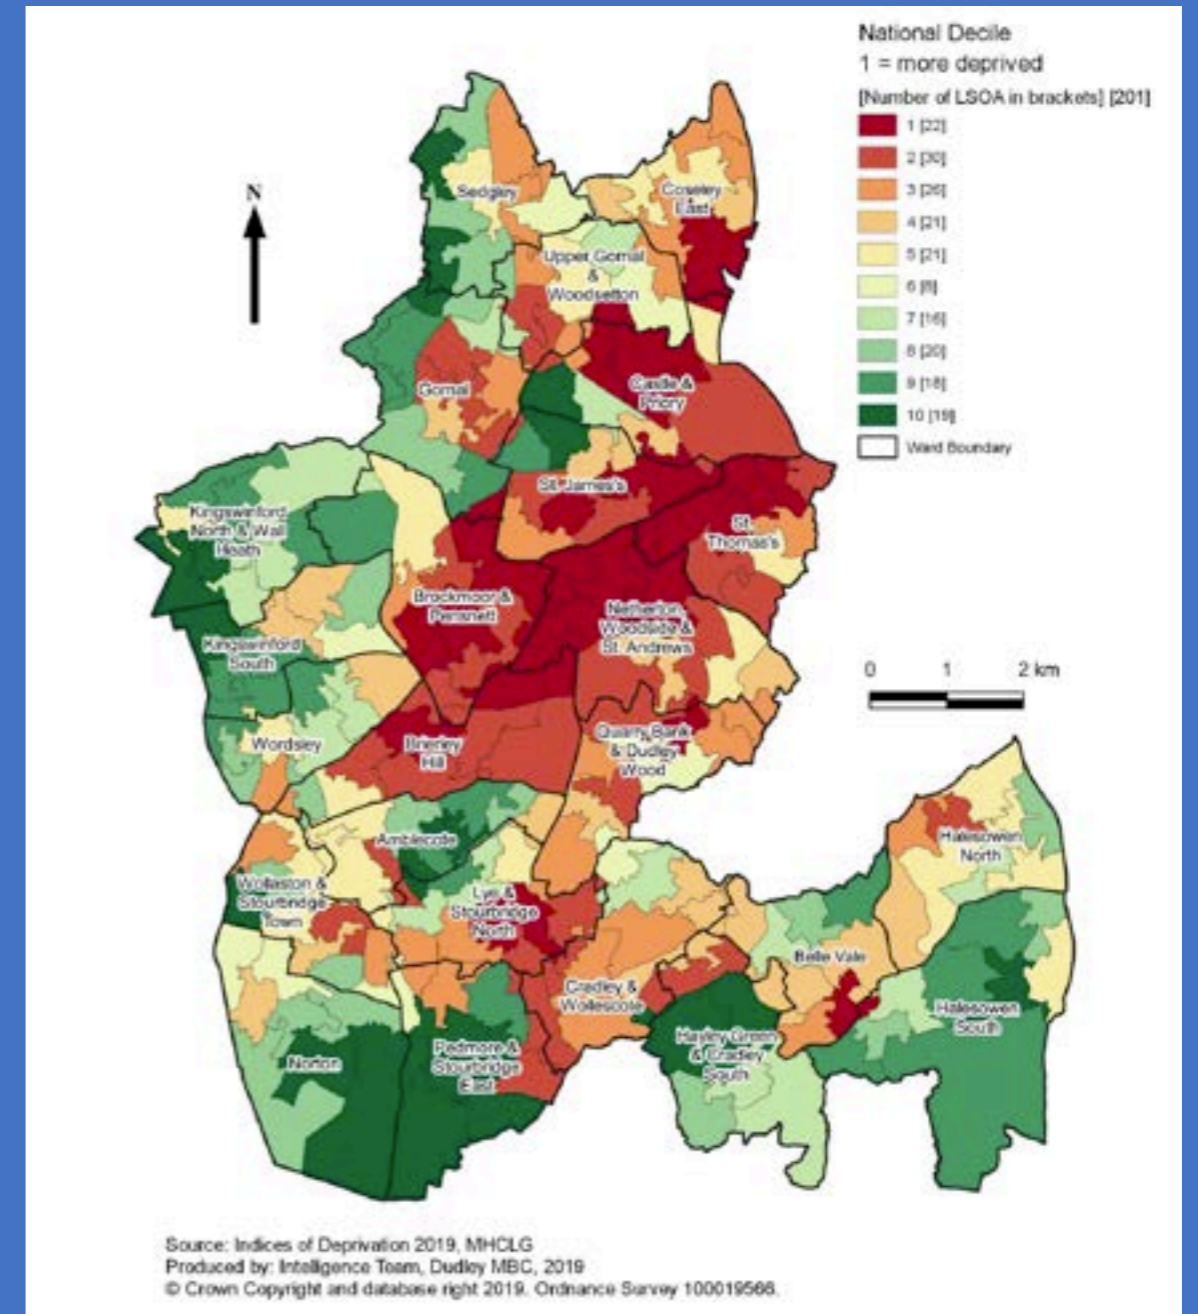 National Decile
1 = more deprived
[Number of LSOA in brackets] [201]
1 [22]
2 [30]
3 [26]
4 [21]
5 [21]
6 [8]
7 [16]
8 [20]
9 [18]
10 [19]
Ward Boundary
N
Sedgley
Coseley
East
Upper Gornal
&
Woodsetton
Gornal
Castle &
Priory
St. James's
Kingswinford
North & Wall
Heath
St.
Thomas's
Brockmoor &
Pensnett
Netherton,
Woodside &
St. Andrews
Kingswinford
South
0 1 2 km
Wordsley
Brierley
Hill
Quarry Bank
& Dudley
Wood
Amblecote
Halesowen
North
Wollaston &
Stourbridge
Town
Lye &
Stourbridge
North
Belle Vale
Cradley &
Wollescote
Halesowen
South
Hayley Green
& Cradley
South
Norton
Pedmore &
Stourbridge
East
Source: Indices of Deprivation 2019, MHCLG
Produced by: Intelligence Team, Dudley MBC, 2019
© Crown Copyright and database right 2019. Ordnance Survey 100019566.